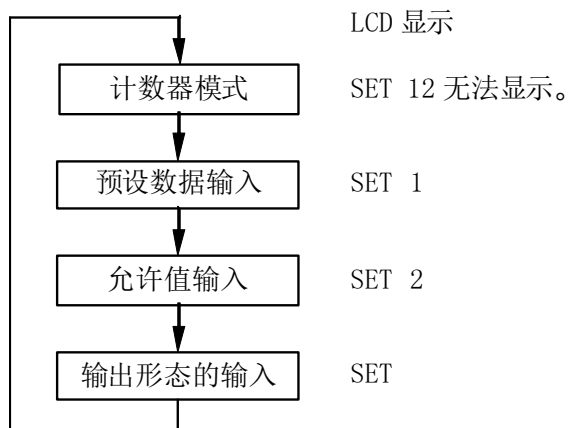 LCD 显示
计数器模式 SET 12 无法显示。
预设数据输入 SET 1
允许值输入 SET 2
输出形态的输入 SET